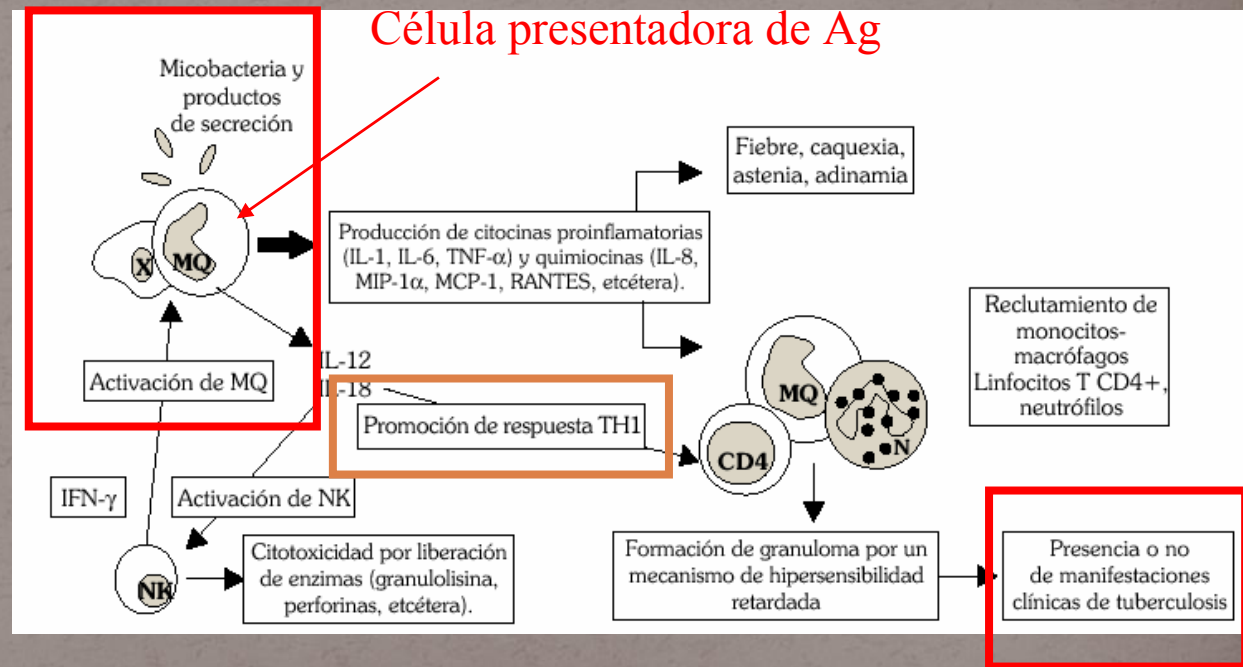 Célula presentadora de Ag
Micobacteria y
productos
de secreción
X
MQ
Fiebre, caquexia,
astenia, adinamia
Producción de citocinas proinflamatorias
(IL-1, IL-6, TNF-α) y quimiocinas (IL-8,
MIP-1α, MCP-1, RANTES, etcétera).
Reclutamiento de
monocitos-
macrófagos
Linfocitos T CD4+,
neutrófilos
Activación de MQ
IL-12
IL-18
Promoción de respuesta TH1
MQ
N
CD4
IFN-γ
Activación de NK
NK
Citotoxicidad por liberación
de enzimas (granulolisina,
perforinas, etcétera).
Formación de granuloma por un
mecanismo de hipersensibilidad
retardada
Presencia o no
de manifestaciones
clínicas de tuberculosis